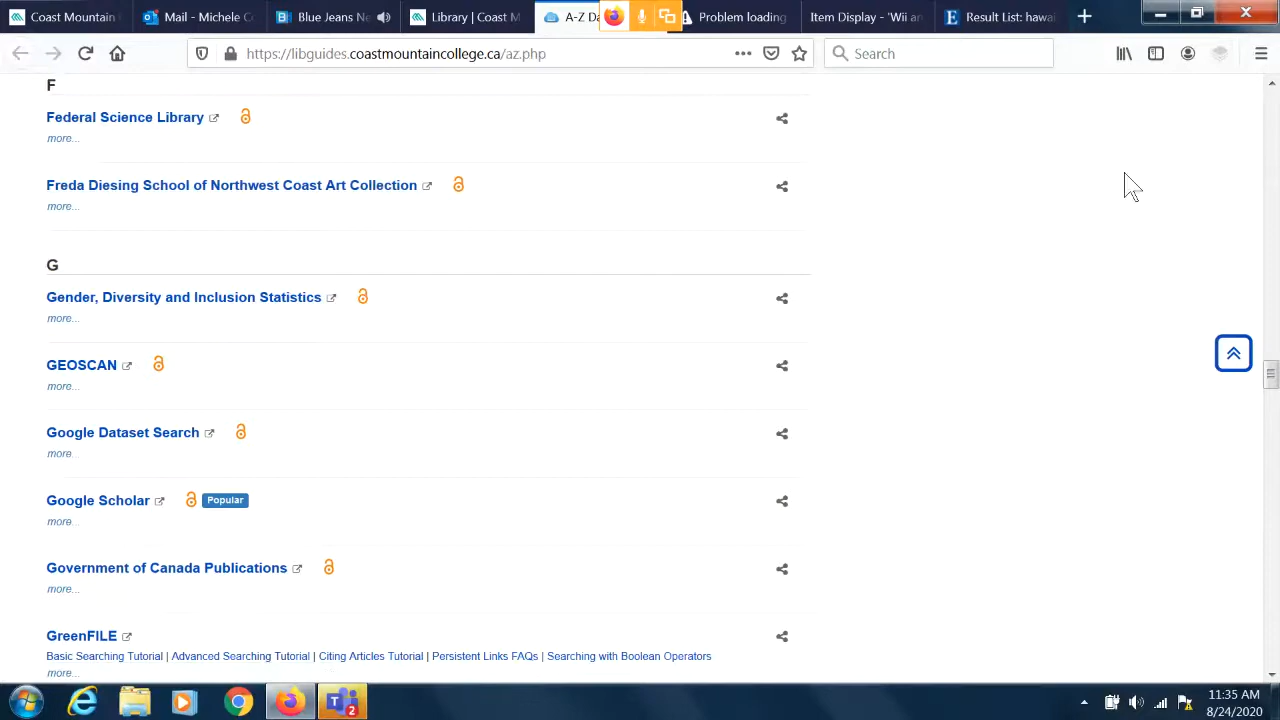 Coast Mountain
Mail - Michele C
Blue Jeans Ne
Library | Coast M
A-Z Da
Problem loading
Item Display - 'Wii an
Result List: hawai
https://libguides.coastmountaincollege.ca/az.php
Search
F
Federal Science Library
more...
Freda Diesing School of Northwest Coast Art Collection
more...
G
Gender, Diversity and Inclusion Statistics
more...
GEOSCAN
more...
Google Dataset Search
more...
Google Scholar Popular
more...
Government of Canada Publications
more...
GreenFILE
Basic Searching Tutorial | Advanced Searching Tutorial | Citing Articles Tutorial | Persistent Links FAQs | Searching with Boolean Operators
more...
11:35 AM
8/24/2020